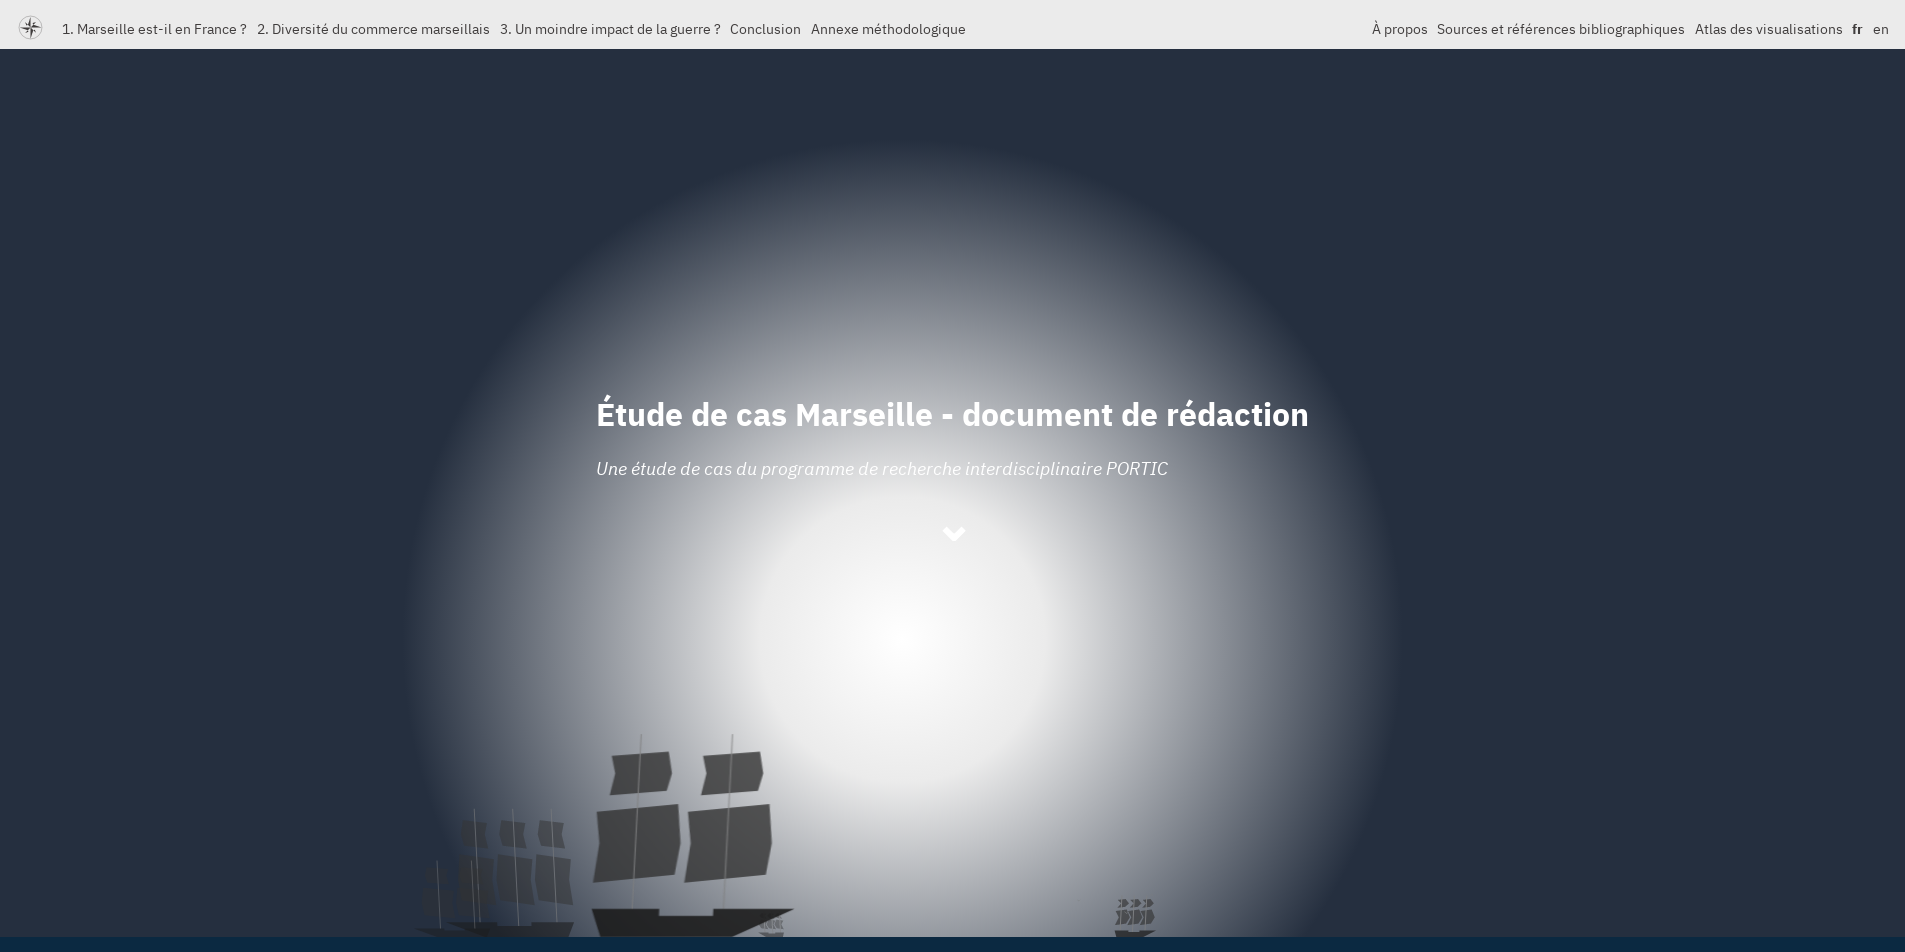 1. Marseille est-il en France ? 2. Diversité du commerce marseillais 3. Un moindre impact de la guerre ? Conclusion Annexe méthodologique À propos Sources et références bibliographiques Atlas des visualisations fr en
Étude de cas Marseille - document de rédaction
Une étude de cas du programme de recherche interdisciplinaire PORTIC